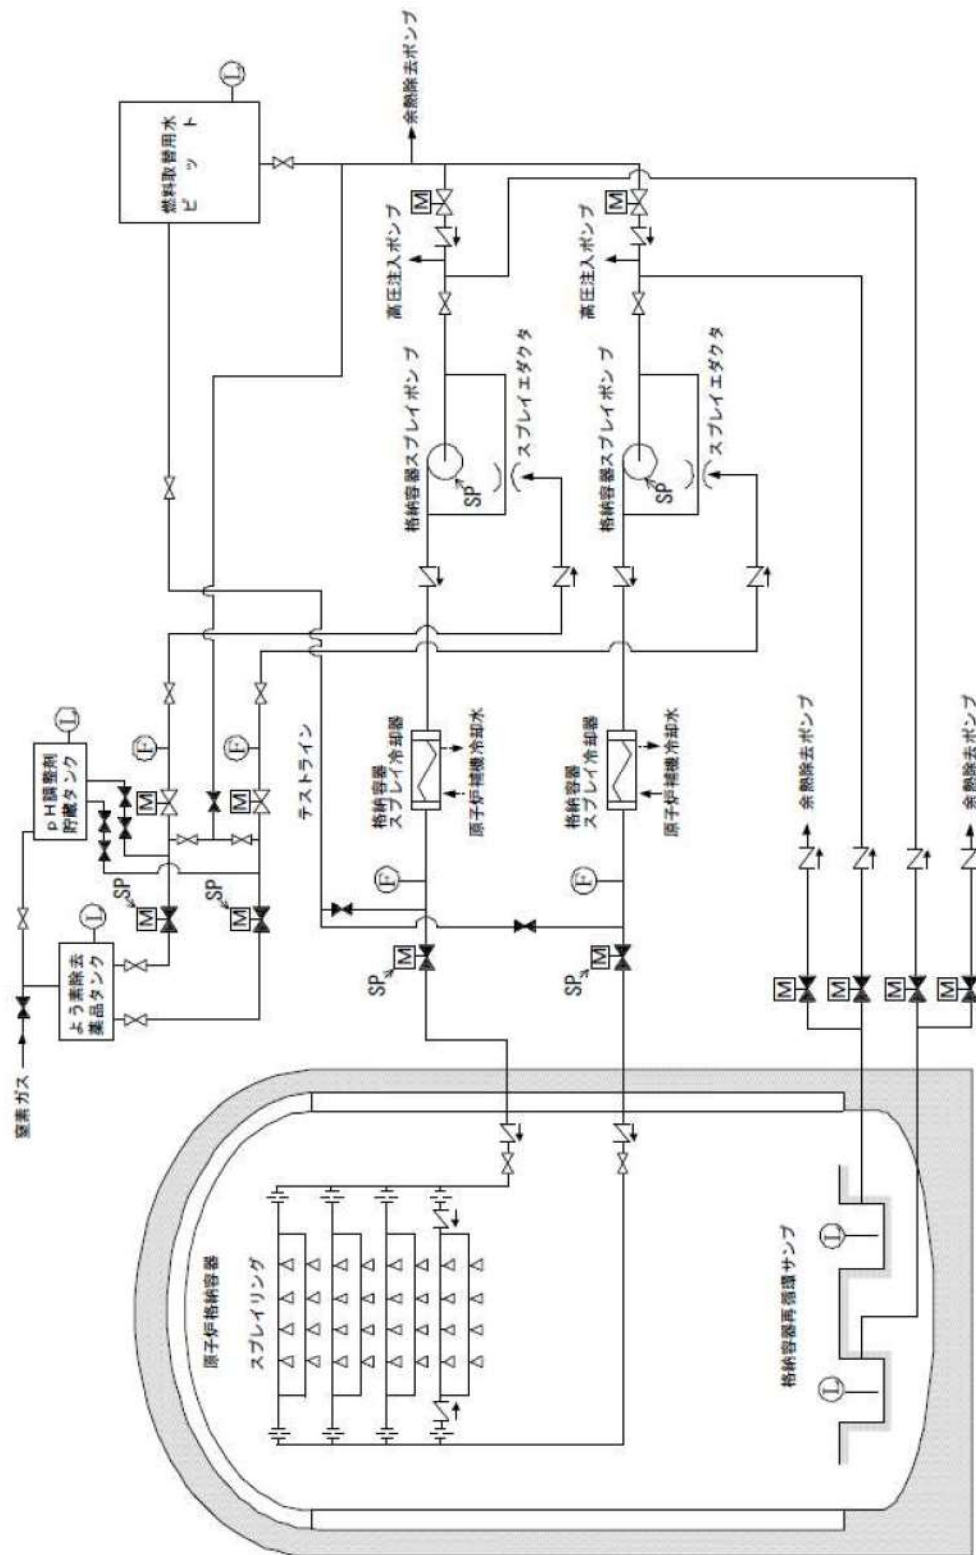 窒素ガス
よう素除去
薬品タンク
L
pH調整剤
貯蔵タンク
L
SP
M
M
F
SP
M
M
F
燃料取替用水
ピット
L
原子炉格納容器
スプレイリング
テストライン
SP
M
F
格納容器
スプレイ冷却器
原子炉補機冷却水
格納容器スプレイポンプ
SP
スプレイエダクタ
高圧注入ポンプ
M
余熱除去ポンプ
SP
M
F
格納容器
スプレイ冷却器
原子炉補機冷却水
格納容器スプレイポンプ
SP
スプレイエダクタ
高圧注入ポンプ
M
格納容器再循環サンプ
L
L
M
余熱除去ポンプ
M
M
M
余熱除去ポンプ